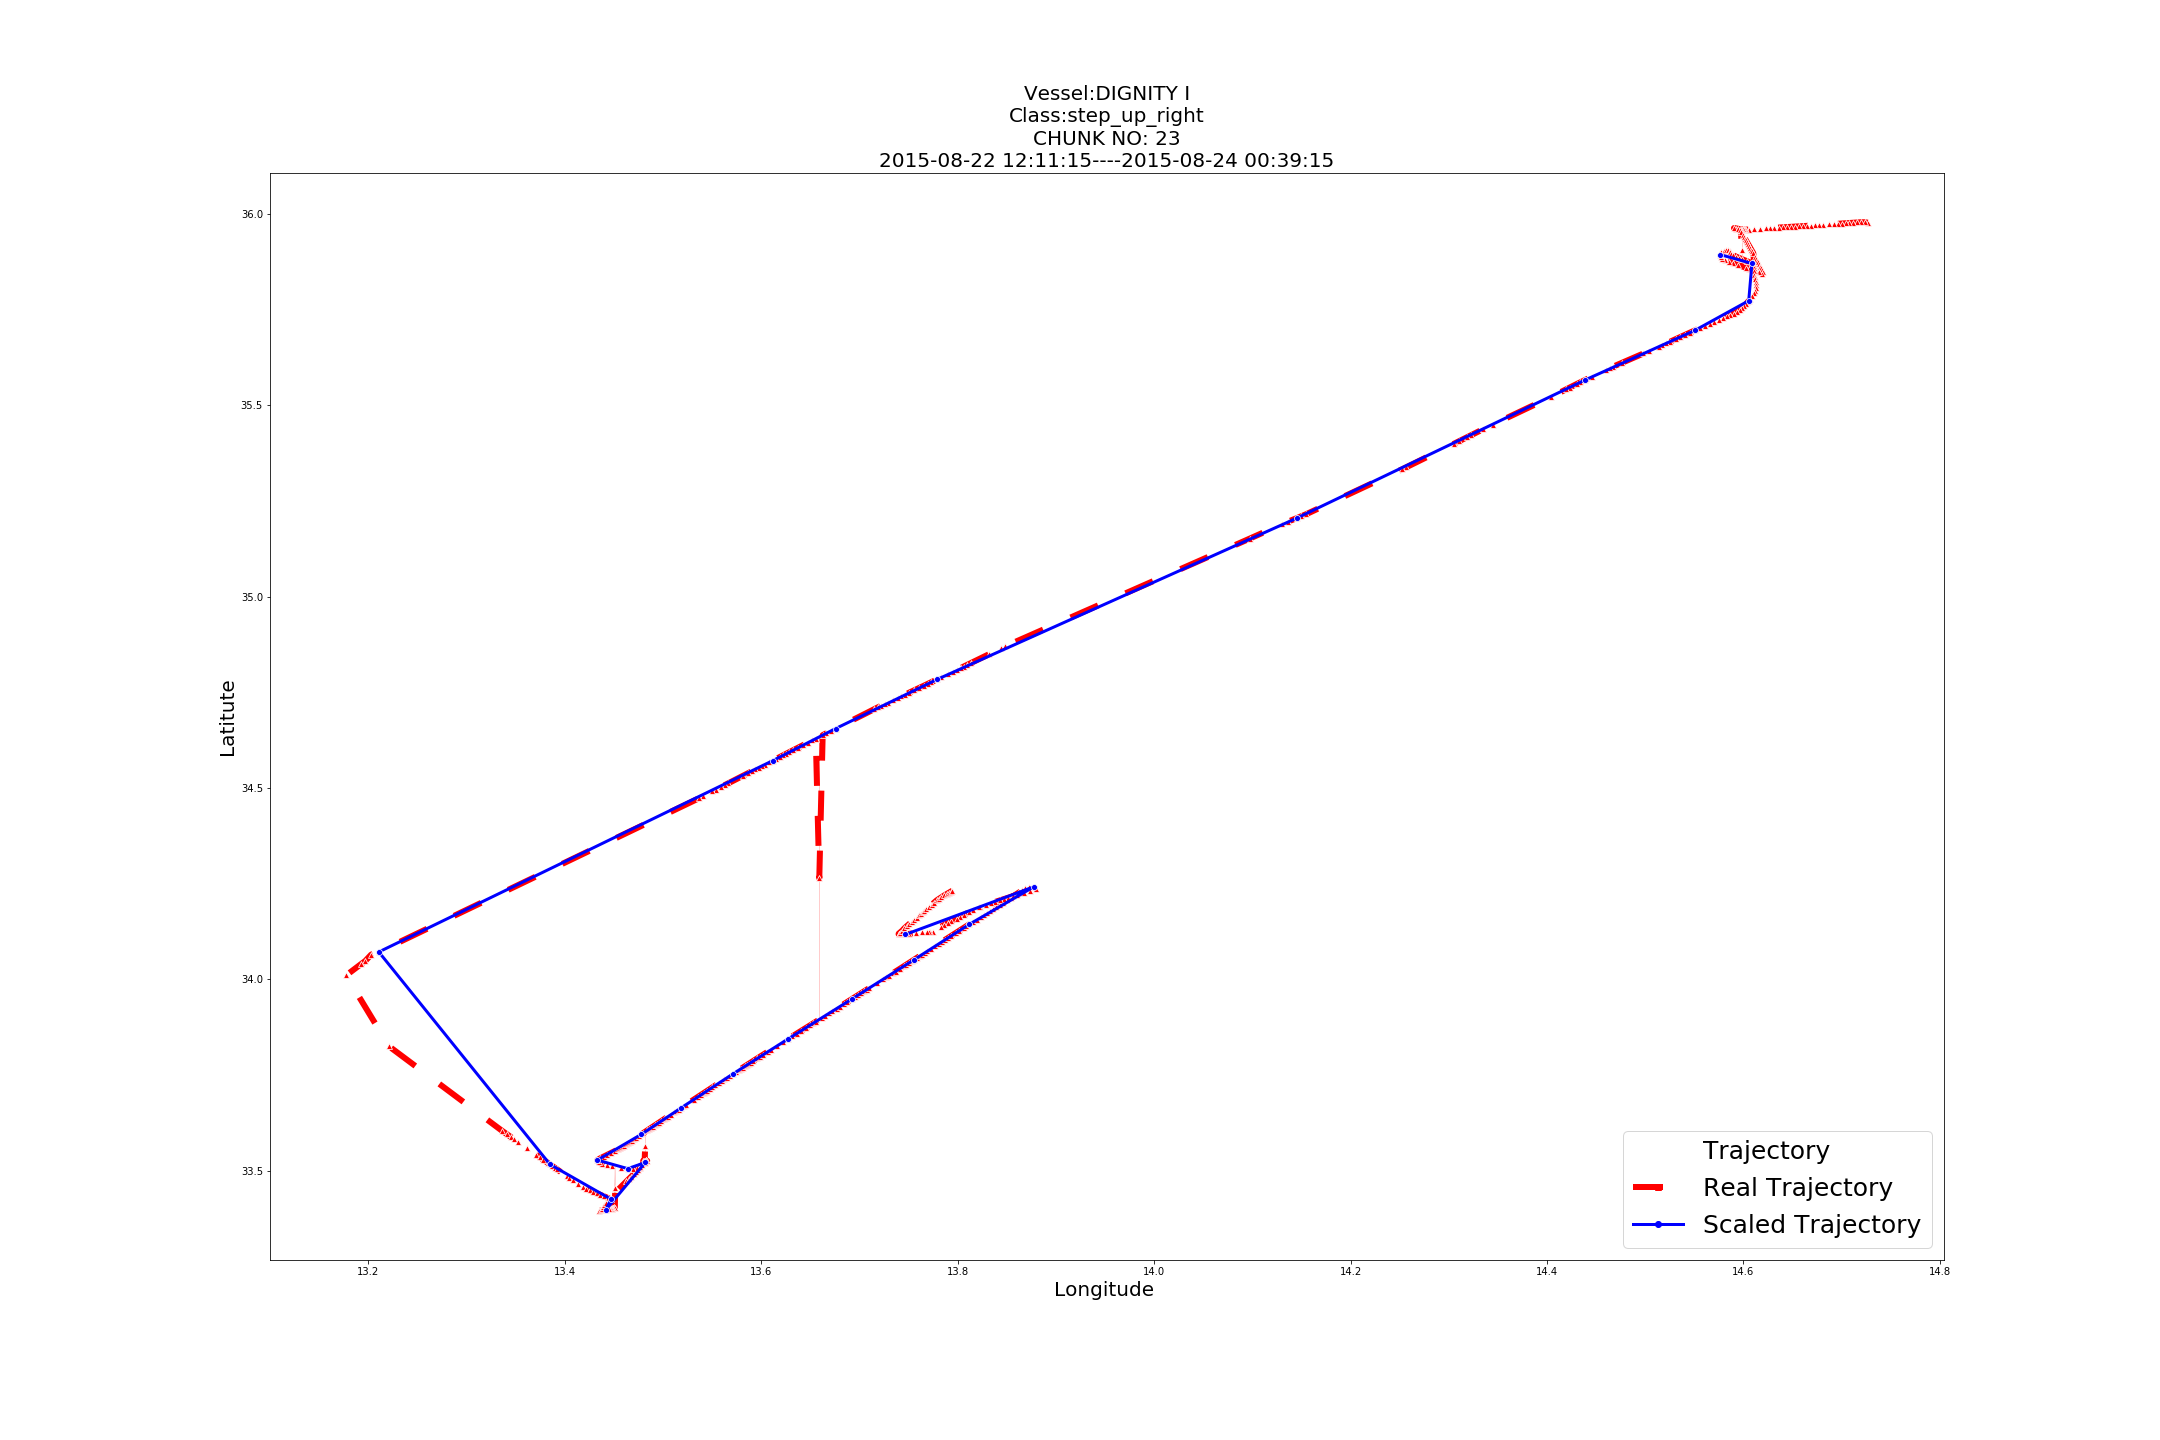 Vessel:DIGNITY I
Class:step_up_right
CHUNK NO: 23
2015-08-22 12:11:15----2015-08-24 00:39:15
36.0
35.5
35.0
34.5
34.0
33.5
Latitute
13.2 13.4 13.6 13.8 14.0 14.2 14.4 14.6 14.8
Longitude
Trajectory
Real Trajectory
Scaled Trajectory